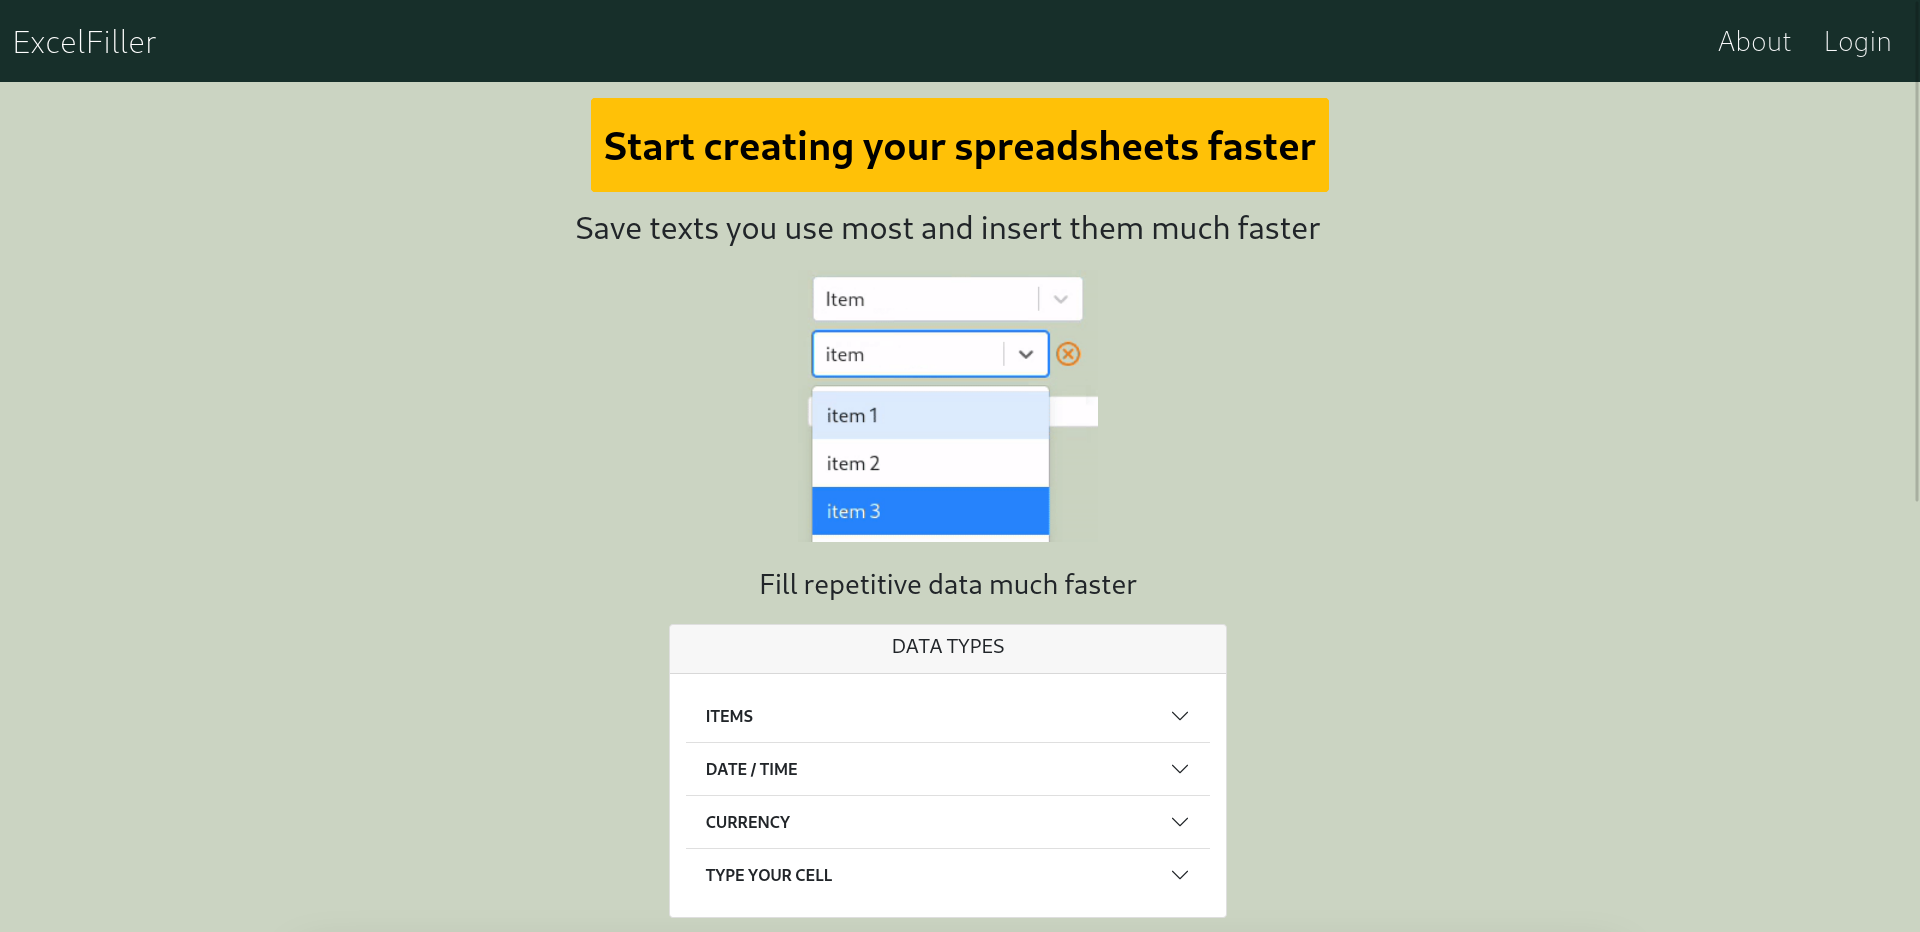 ExcelFiller
About Login
Start creating your spreadsheets faster
Save texts you use most and insert them much faster
Item
item
item 1
item 2
item 3
Fill repetitive data much faster
DATA TYPES
ITEMS
DATE / TIME
CURRENCY
TYPE YOUR CELL